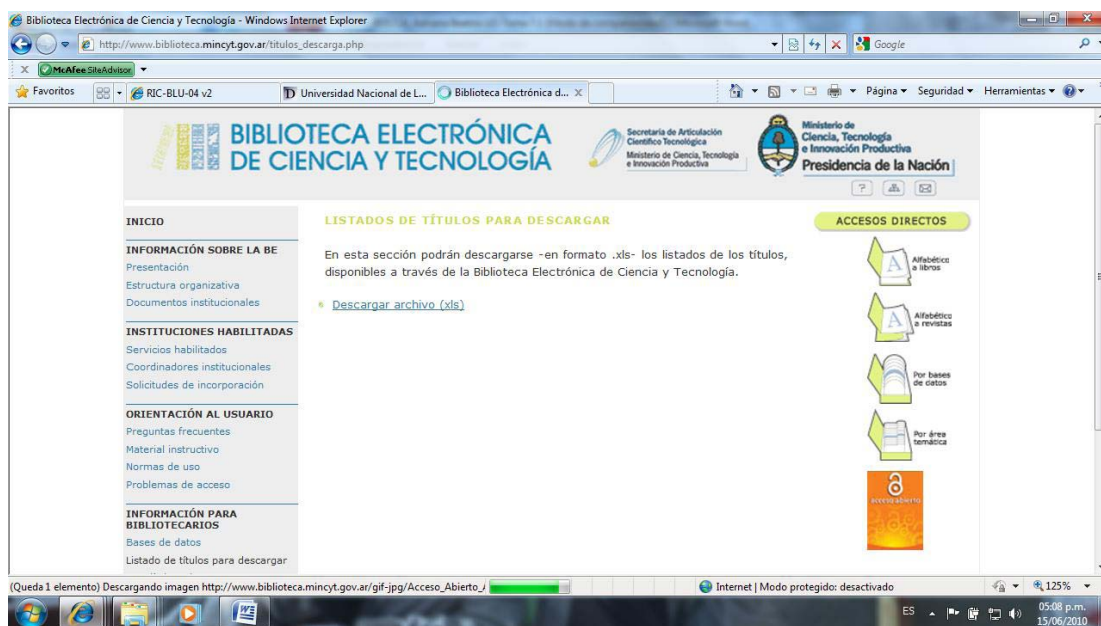 Biblioteca Electrónica de Ciencia y Tecnología - Windows Internet Explorer
http://www.biblioteca.mincyt.gov.ar/titulos_descarga.php
Google
McAfee SiteAdvisor
Favoritos
RIC-BLU-04 v2
Universidad Nacional de L...
Biblioteca Electrónica d...
Página
Seguridad
Herramientas
BIBLIOTECA ELECTRÓNICA
DE CIENCIA Y TECNOLOGÍA
Secretaría de Articulación
Científico Tecnológica
Ministerio de Ciencia, Tecnología
e Innovación Productiva
Ministerio de
Ciencia, Tecnología
e Innovación Productiva
Presidencia de la Nación
?
INICIO
INFORMACIÓN SOBRE LA BE
Presentación
Estructura organizativa
Documentos institucionales
INSTITUCIONES HABILITADAS
Servicios habilitados
Coordinadores institucionales
Solicitudes de incorporación
ORIENTACIÓN AL USUARIO
Preguntas frecuentes
Material instructivo
Normas de uso
Problemas de acceso
INFORMACIÓN PARA
BIBLIOTECARIOS
Bases de datos
Listado de títulos para descargar
LISTADOS DE TÍTULOS PARA DESCARGAR
En esta sección podrán descargarse -en formato .xls- los listados de los títulos,
disponibles a través de la Biblioteca Electrónica de Ciencia y Tecnología.
Descargar archivo (xls)
ACCESOS DIRECTOS
A
Alfabético
a libros
A
Alfabético
a revistas
Por bases
de datos
Por área
temática
acceso abierto
(Queda 1 elemento) Descargando imagen http://www.biblioteca.mincyt.gov.ar/gif-jpg/Acceso_Abierto_/
Internet | Modo protegido: desactivado
125%
ES
05:08 p.m.
15/06/2010